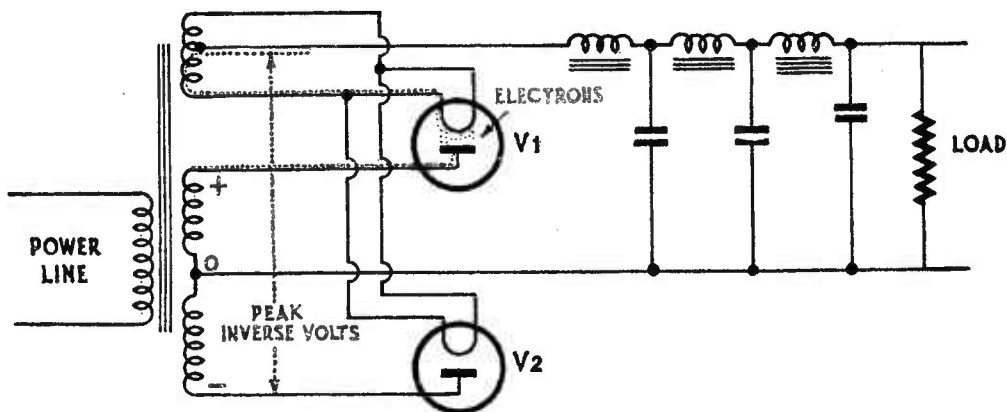 ELECTRONS
V1
LOAD
+
POWER
LINE
O
PEAK
INVERSE VOLTS
V2
-